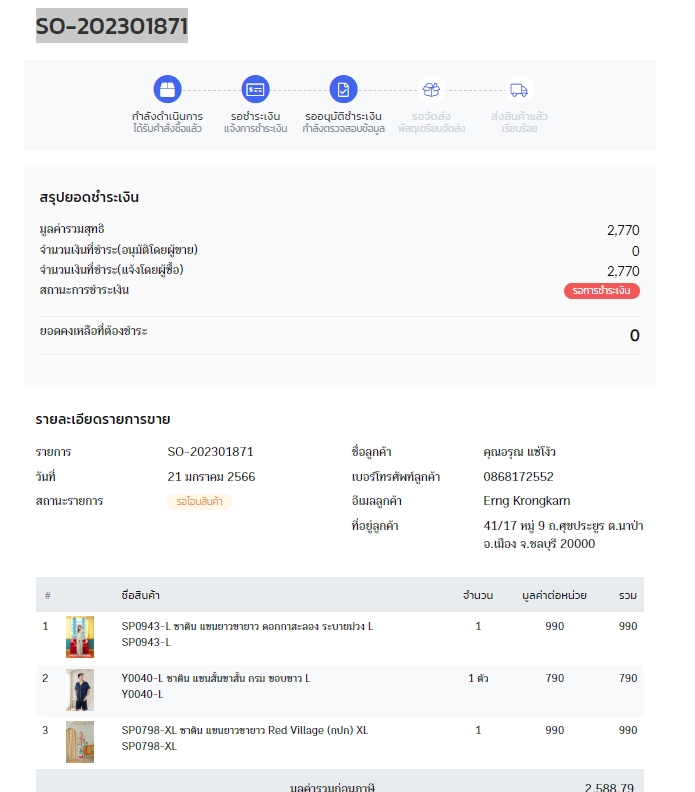 SO-202301871
กำลังดำเนินการ
ได้รับคำสั่งซื้อแล้ว
รอชำระเงิน
แจ้งการชำระเงิน
รออนุมัติชำระเงิน
กำลังตรวจสอบข้อมูล
รอจัดส่ง
พัสดุเตรียมจัดส่ง
ส่งสินค้าแล้ว
เรียบร้อย
สรุปยอดชำระเงิน
มูลค่ารวมสุทธิ 2,770
จำนวนเงินที่ชำระ(อนุมัติโดยผู้ขาย) 0
จำนวนเงินที่ชำระ(แจ้งโดยผู้ซื้อ) 2,770
สถานะการชำระเงิน รอการชำระเงิน
ยอดคงเหลือที่ต้องชำระ 0
รายละเอียดรายการขาย
รายการ SO-202301871 ชื่อลูกค้า คุณอรุณ แซ่โง้ว
วันที่ 21 มกราคม 2566 เบอร์โทรศัพท์ลูกค้า 0868172552
สถานะรายการ รอโอนสินค้า อีเมลลูกค้า Erng Krongkarn
ที่อยู่ลูกค้า 41/17 หมู่ 9 ถ.ศุขประยูร ต.นาป่า
อ.เมือง จ.ชลบุรี 20000
# ชื่อสินค้า จำนวน มูลค่าต่อหน่วย รวม
1 SP0943-L ซาติน แขนยาวขายาว ดอกกาสะลอง ระบายม่วง L 1 990 990
SP0943-L
2 Y0040-L ซาติน แขนสั้นขาสั้น กรม ขอบขาว L 1 ตัว 790 790
Y0040-L
3 SP0798-XL ซาติน แขนยาวขายาว Red Village (กปก) XL 1 990 990
SP0798-XL
มูลค่ารวมก่อนภาษี 2,588.79